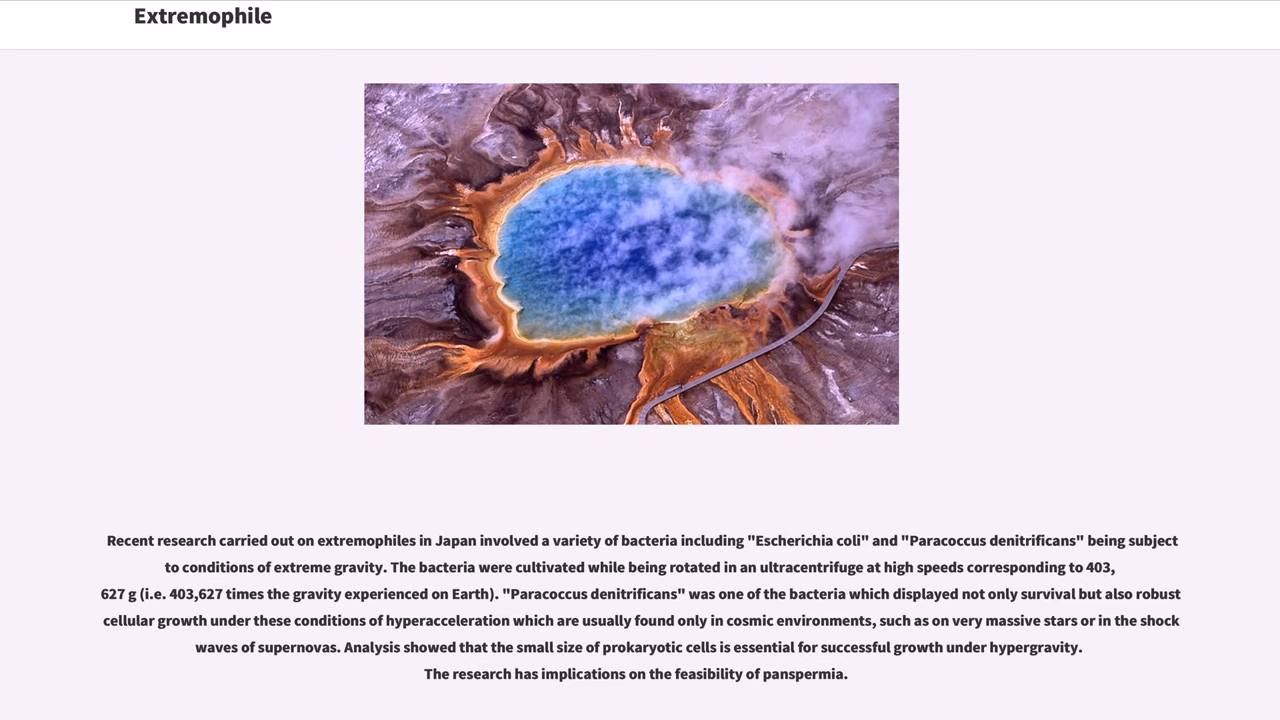 Extremophile
Recent research carried out on extremophiles in Japan involved a variety of bacteria including "Escherichia coli" and "Paracoccus denitrificans" being subject
to conditions of extreme gravity. The bacteria were cultivated while being rotated in an ultracentrifuge at high speeds corresponding to 403,
627 g (i.e. 403,627 times the gravity experienced on Earth). "Paracoccus denitrificans" was one of the bacteria which displayed not only survival but also robust
cellular growth under these conditions of hyperacceleration which are usually found only in cosmic environments, such as on very massive stars or in the shock
waves of supernovas. Analysis showed that the small size of prokaryotic cells is essential for successful growth under hypergravity.
The research has implications on the feasibility of panspermia.